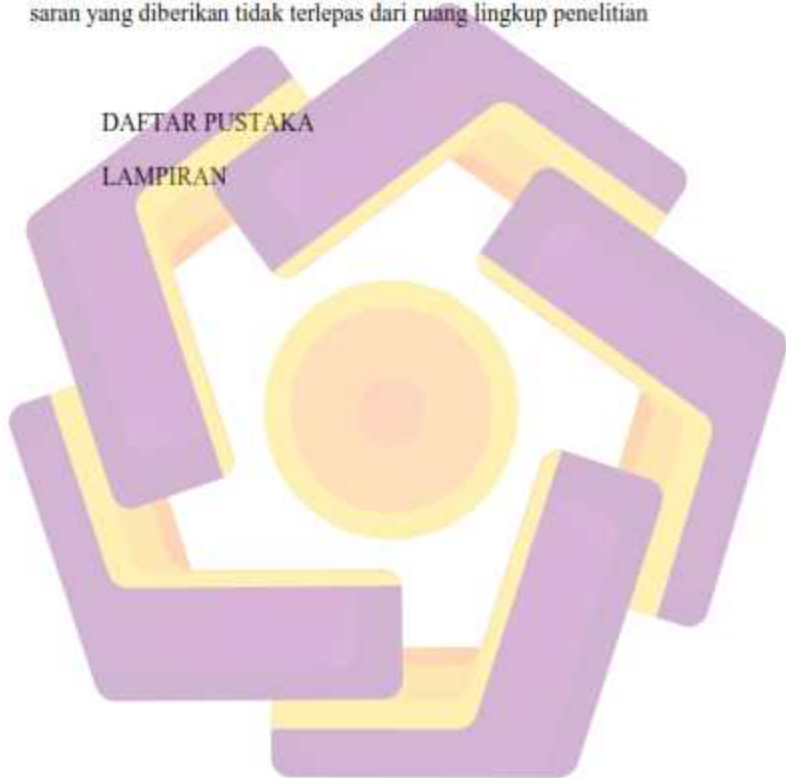 saran yang diberikan tidak terlepas dari ruang lingkup penelitian
DAFTAR PUSTAKA
LAMPIRAN